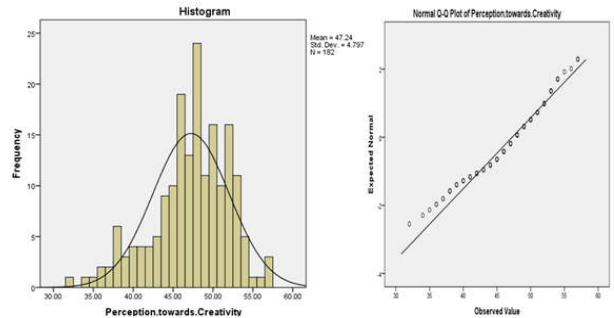 Histogram
Mean = 47.24
Std. Dev. = 4.797
N = 182
Frequency
25
20
15
10
5
0
30.00 35.00 40.00 45.00 50.00 55.00 60.00
Perception.towards.Creativity
Normal Q-Q Plot of Perception.towards.Creativity
Expected Normal
30 35 40 45 50 55 60
Observed Value